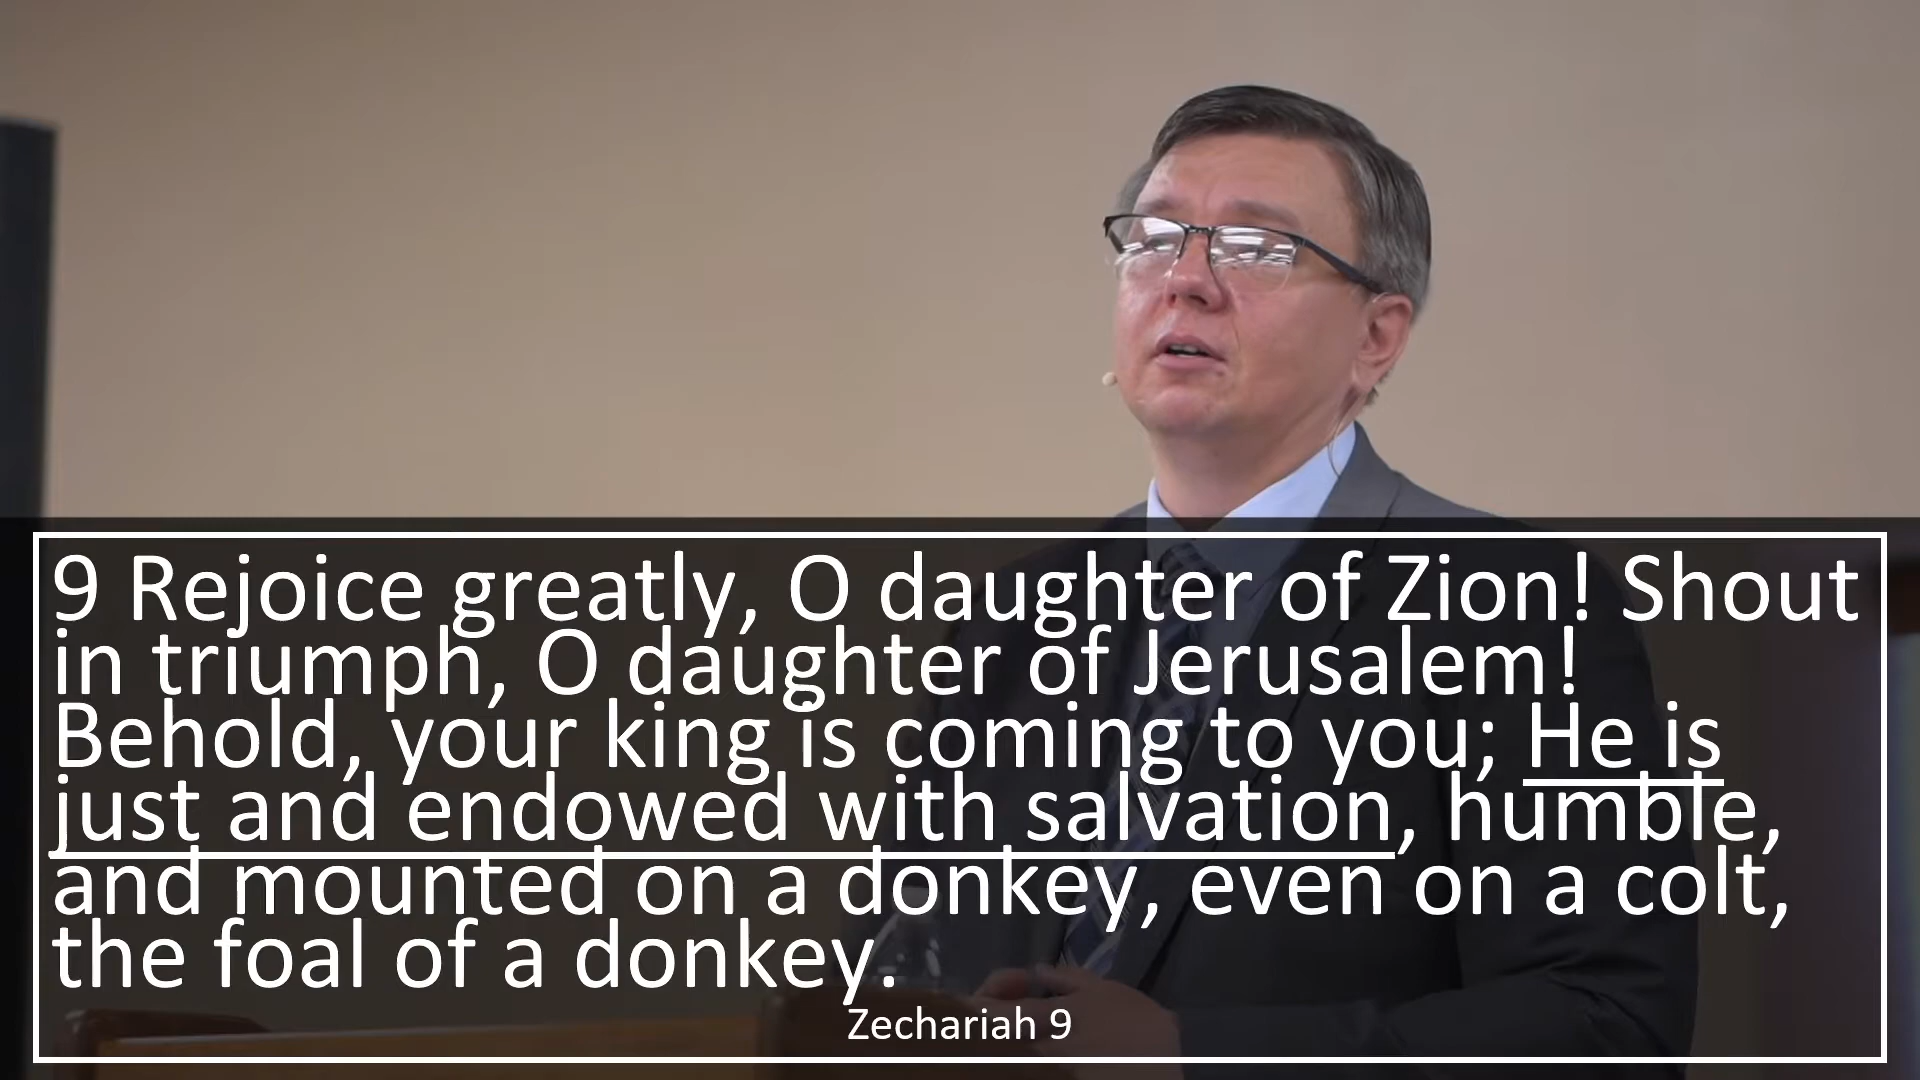 9 Rejoice greatly, O daughter of Zion! Shout
in triumph, O daughter of Jerusalem!
Behold, your king is coming to you; He is
just and endowed with salvation, humble,
and mounted on a donkey, even on a colt,
the foal of a donkey.
Zechariah 9